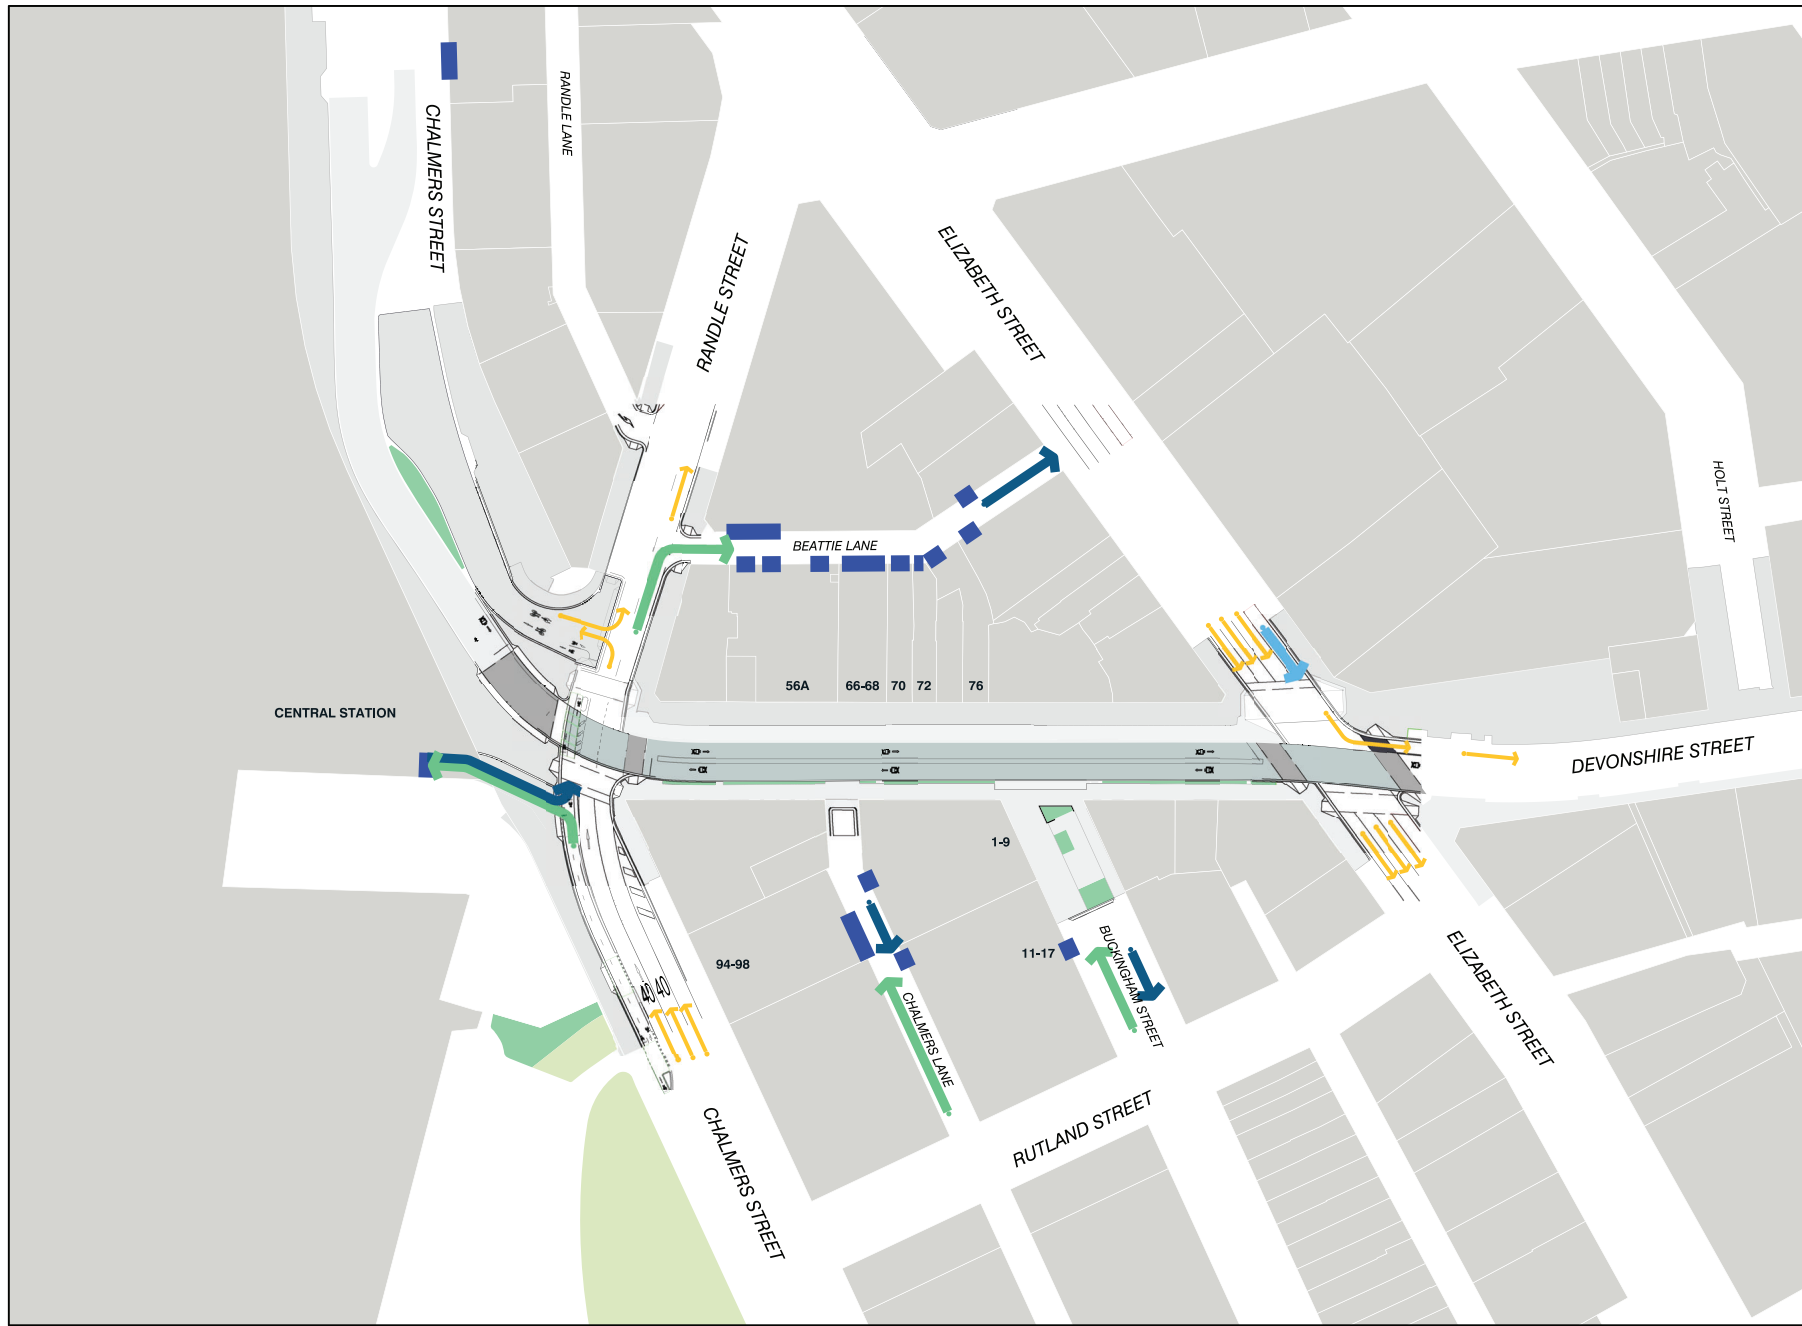 CHALMERS STREET
RANDLE LANE
RANDLE STREET
ELIZABETH STREET
HOLT STREET
BEATTIE LANE
56A
66-68
70
72
76
CENTRAL STATION
DEVONSHIRE STREET
1-9
94-98
11-17
BUCKINGHAM STREET
40
40
CHALMERS LANE
ELIZABETH STREET
RUTLAND STREET
CHALMERS STREET